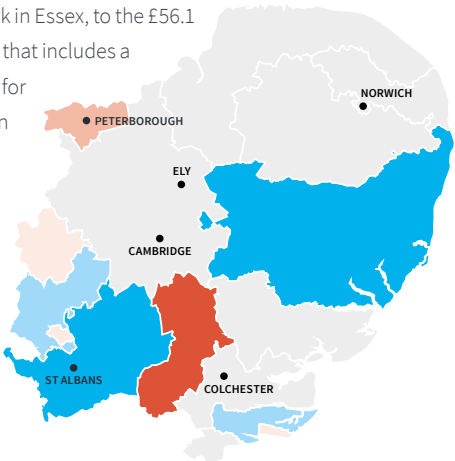 k in Essex, to the £56.1
that includes a
for
n
NORWICH
PETERBOROUGH
ELY
CAMBRIDGE
ST ALBANS
COLCHESTER